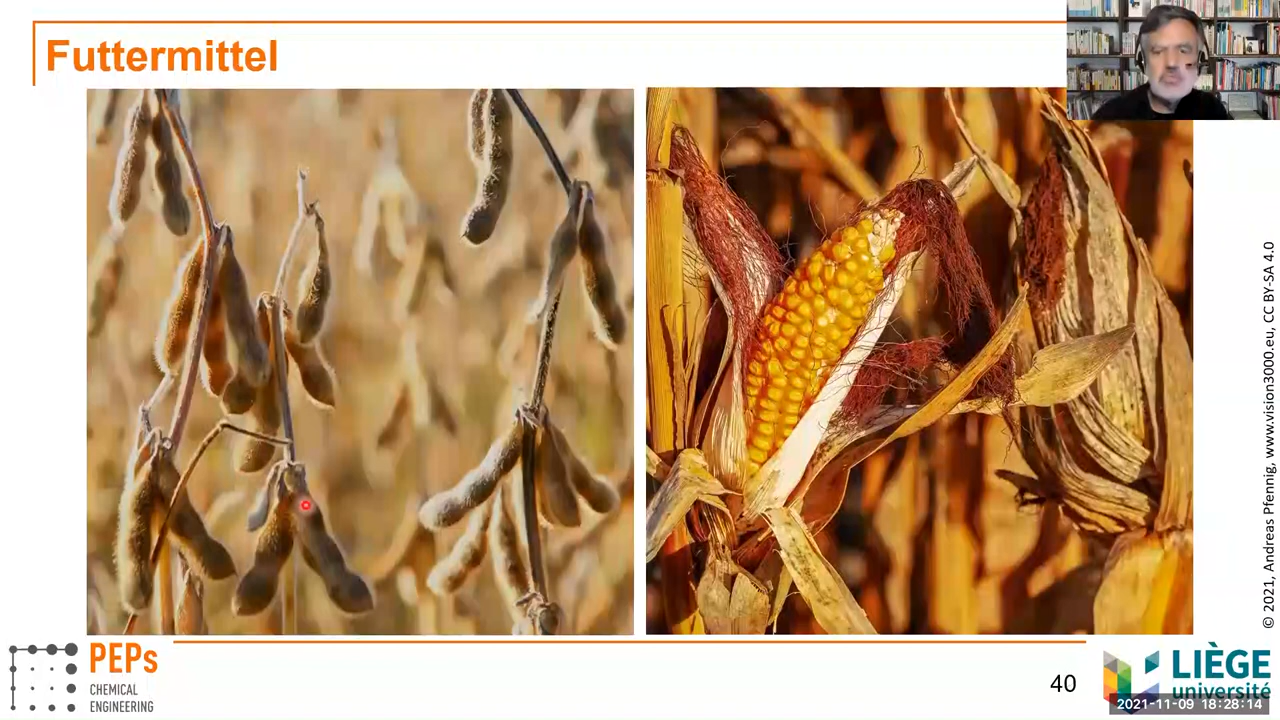 Futtermittel
© 2021, Andreas Pfennig, www.vision3000.eu, CC BY-SA 4.0
PEPs
CHEMICAL
ENGINEERING
40
LIÈGE
université
2021-11-09 18:28:14